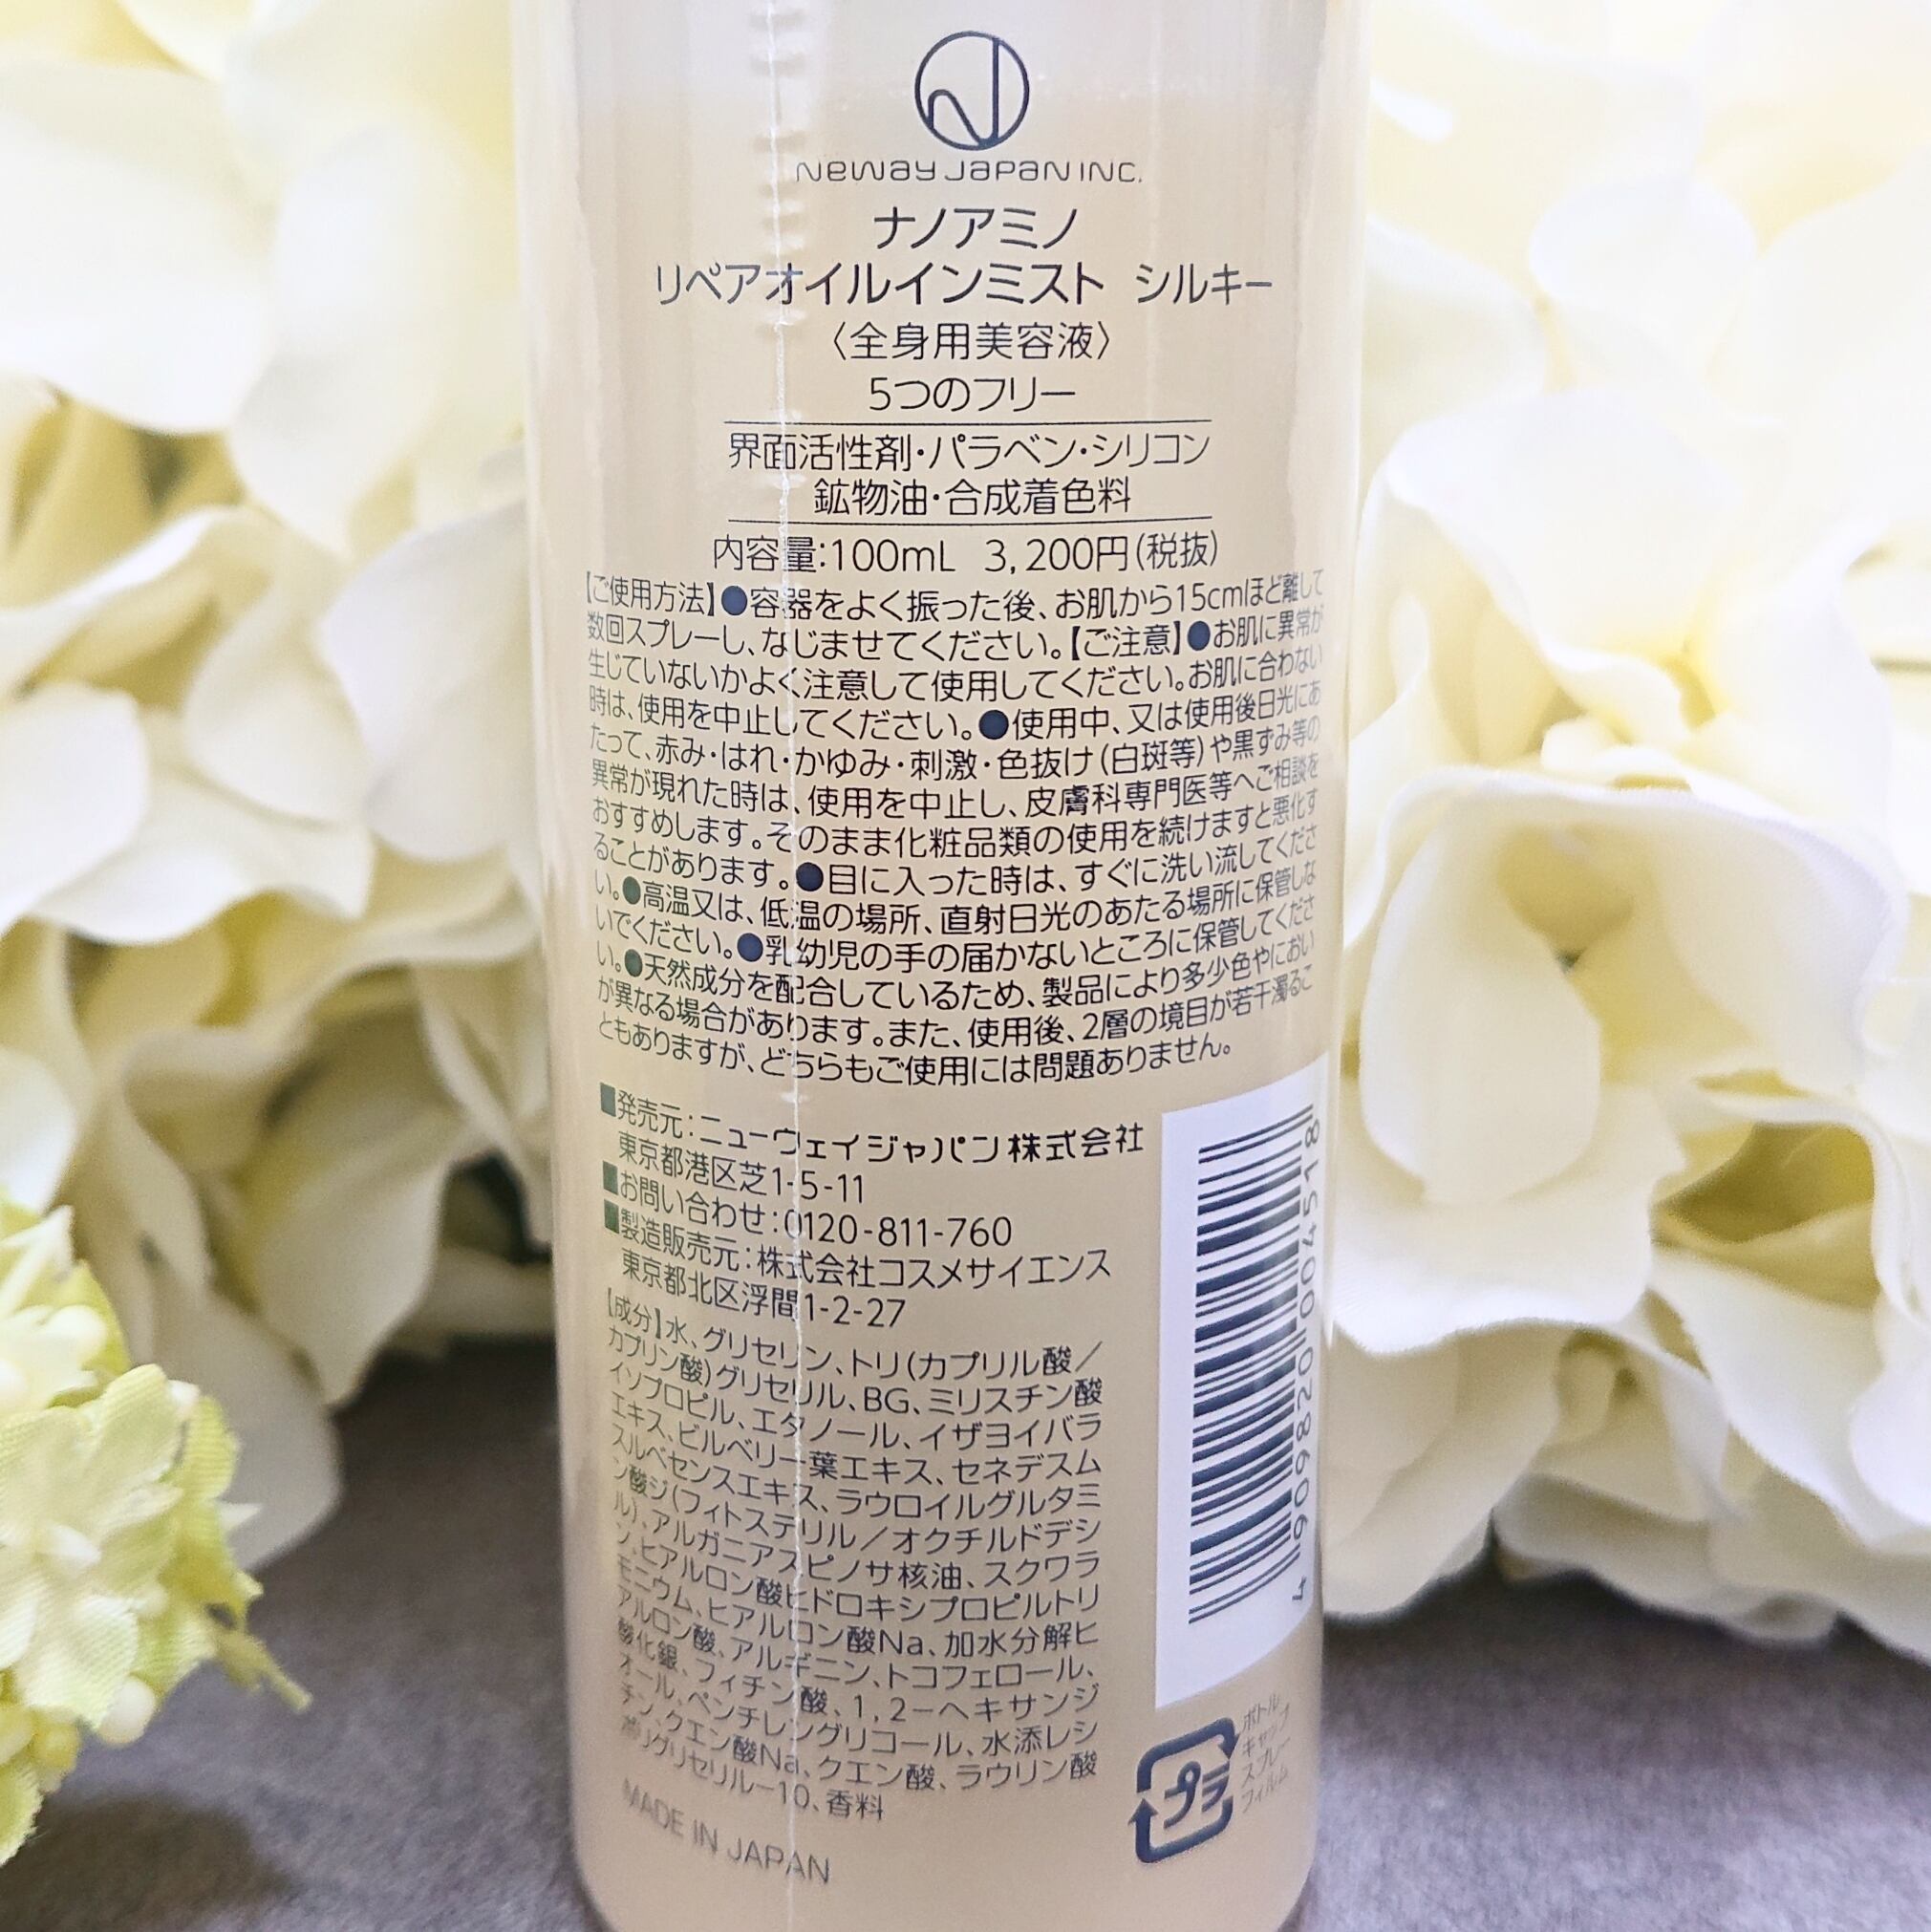 Neway Japan Inc.
ナノアミノ
リペアオイルインミスト シルキー
〈全身用美容液〉
5つのフリー
界面活性剤・パラベン・シリコン
鉱物油・合成着色料
内容量:100mL 3,200円(税抜)
【ご使用方法】●容器をよく振った後、お肌から15cmほど離して
数回スプレーし、なじませてください。【ご注意】●お肌に異常が
生じていないかよく注意して使用してください。お肌に合わない
時は、使用を中止してください。●使用中、又は使用後日光にあ
たって、赤み・はれ・かゆみ・刺激・色抜け(白斑等)や黒ずみ等の
異常が現れた時は、使用を中止し、皮膚科専門医等へご相談を
おすすめします。そのまま化粧品類の使用を続けますと悪化す
ることがあります。●目に入った時は、すぐに洗い流してくださ
い。●高温又は、低温の場所、直射日光のあたる場所に保管しな
いでください。●乳幼児の手の届かないところに保管してくださ
い。●天然成分を配合しているため、製品により多少色やにおい
が異なる場合があります。また、使用後、2層の境目が若干濁るこ
ともありますが、どちらもご使用には問題ありません。
■発売元:ニューウェイジャパン株式会社
東京都港区芝1-5-11
■お問い合わせ:0120-811-760
■製造販売元:株式会社コスメサイエンス
東京都北区浮間1-2-27
【成分】水、グリセリン、トリ(カプリル酸/
カプリン酸)グリセリル、BG、ミリスチン酸
イソプロピル、エタノール、イザヨイバラ
エキス、ビルベリー葉エキス、セネデスム
スルベセンスエキス、ラウロイルグルタミ
ン酸ジ(フィトステリル/オクチルドデシ
ル)、アルガニアスピノサ核油、スクワラ
ン、ヒアルロン酸ヒドロキシプロピルトリ
モニウム、ヒアルロン酸Na、加水分解ヒ
アルロン酸、アルギニン、トコフェロール、
酸化銀、フィチン酸、1,2-ヘキサンジ
オール、ペンチレングリコール、水添レシ
チン、クエン酸Na、クエン酸、ラウリン酸
ポリグリセリル-10、香料
MADE IN JAPAN
4909820004518
プラ
ボトル
キャップ
スプレー
フィルム